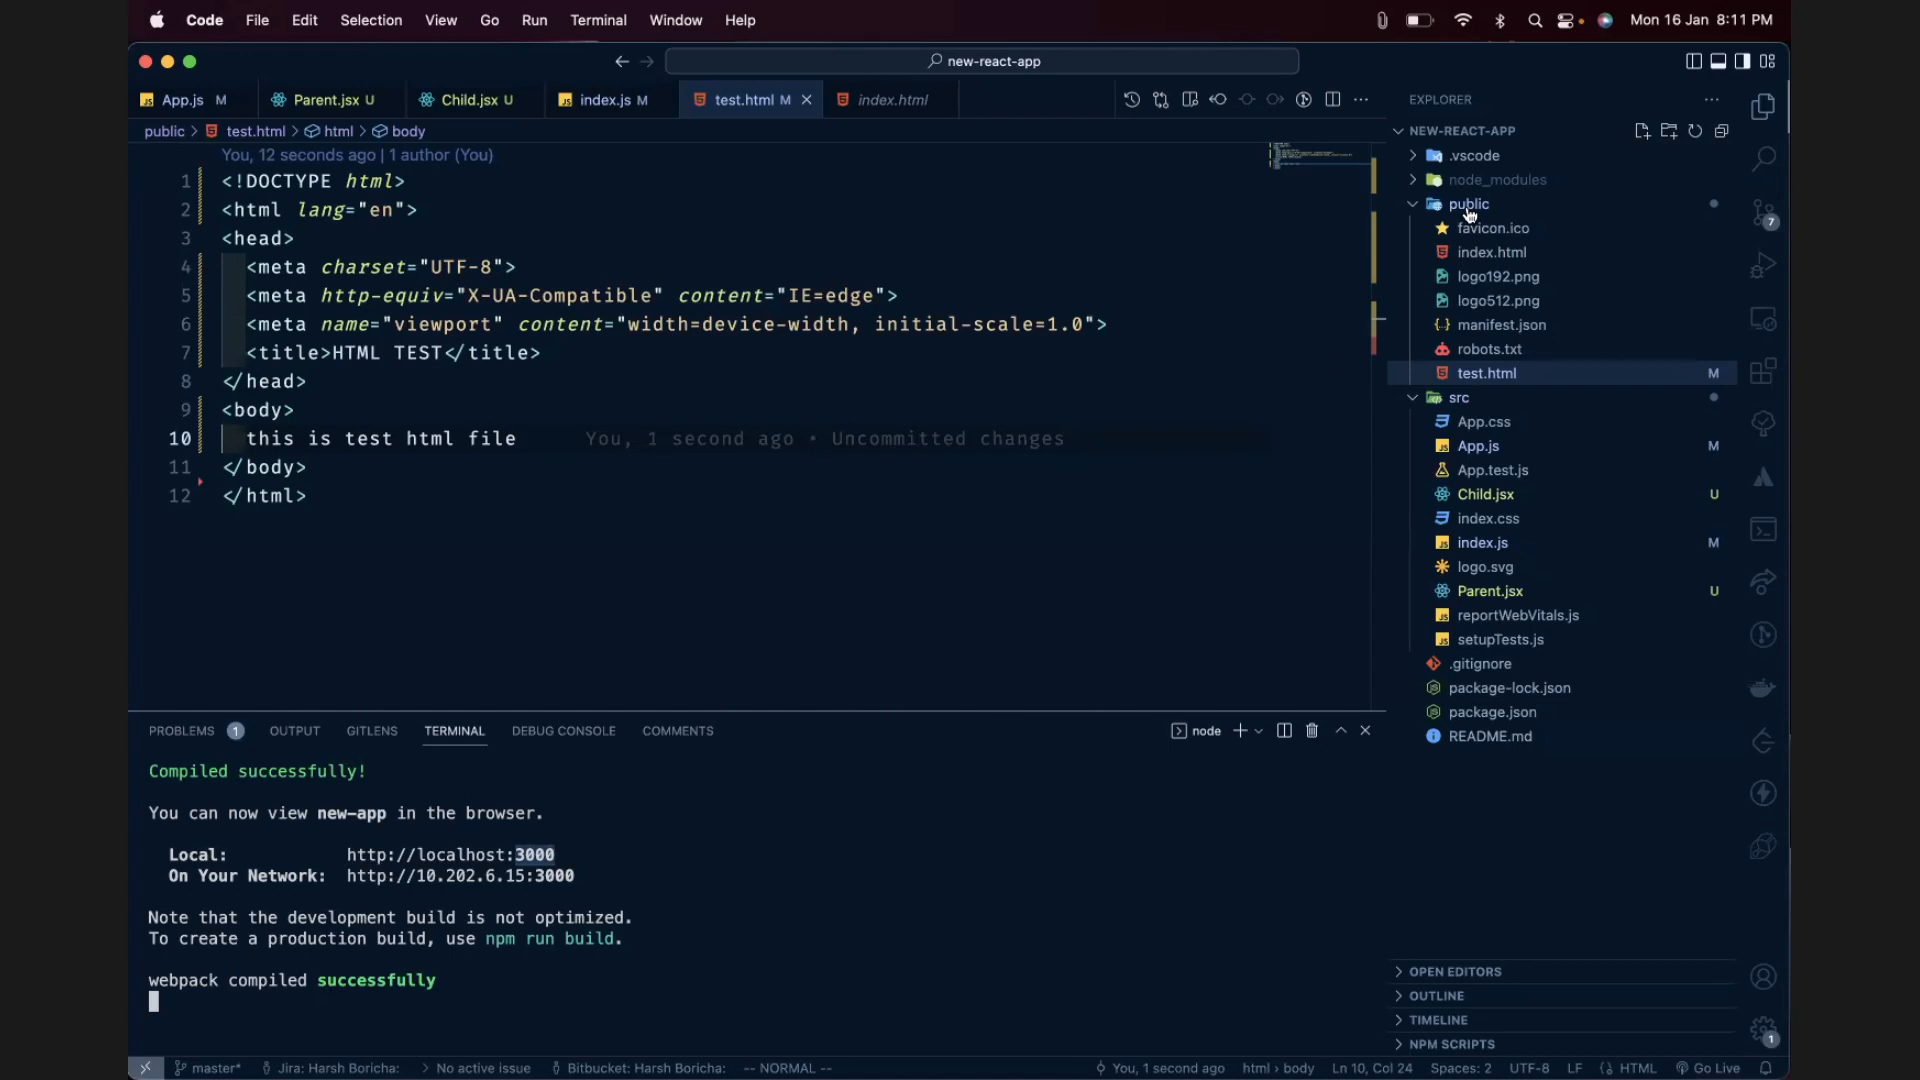 Code File Edit Selection View Go Run Terminal Window Help Mon 16 Jan 8:11 PM
new-react-app
App.js M Parent.jsx U Child.jsx U index.js M test.html M index.html
public > test.html > html > body
You, 12 seconds ago | 1 author (You)
1 <!DOCTYPE html>
2 <html lang="en">
3 <head>
4 <meta charset="UTF-8">
5 <meta http-equiv="X-UA-Compatible" content="IE=edge">
6 <meta name="viewport" content="width=device-width, initial-scale=1.0">
7 <title>HTML TEST</title>
8 </head>
9 <body>
10 this is test html file You, 1 second ago • Uncommitted changes
11 </body>
12 </html>
EXPLORER
NEW-REACT-APP
.vscode
node_modules
public
favicon.ico
index.html
logo192.png
logo512.png
manifest.json
robots.txt
test.html M
src
App.css
App.js M
App.test.js
Child.jsx U
index.css
index.js M
logo.svg
Parent.jsx U
reportWebVitals.js
setupTests.js
.gitignore
package-lock.json
package.json
README.md
OPEN EDITORS
OUTLINE
TIMELINE
NPM SCRIPTS
7
1
PROBLEMS 1 OUTPUT GITLENS TERMINAL DEBUG CONSOLE COMMENTS node
Compiled successfully!
You can now view new-app in the browser.
Local: http://localhost:3000
On Your Network: http://10.202.6.15:3000
Note that the development build is not optimized.
To create a production build, use npm run build.
webpack compiled successfully
master* Jira: Harsh Boricha: > No active issue Bitbucket: Harsh Boricha: -- NORMAL -- You, 1 second ago html > body Ln 10, Col 24 Spaces: 2 UTF-8 LF HTML Go Live